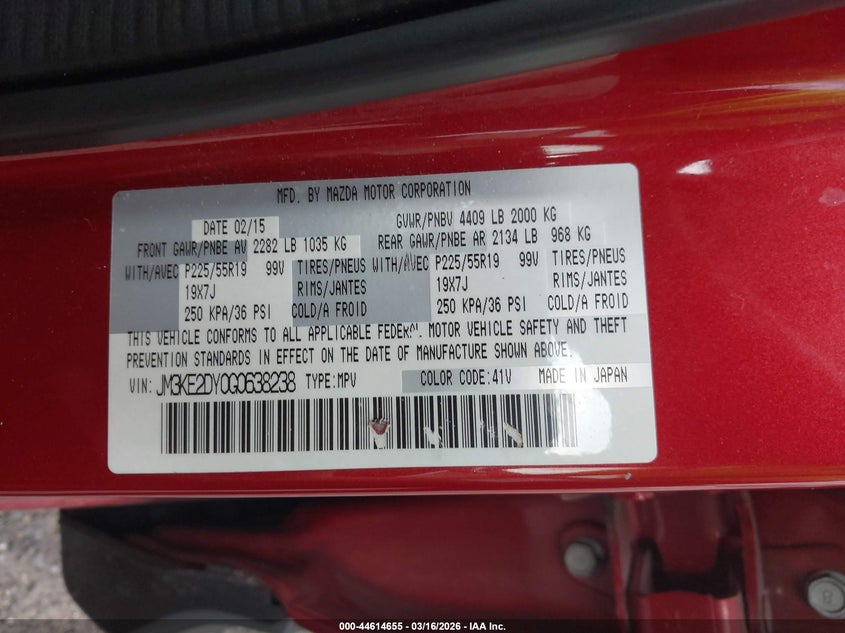 MFD. BY MAZDA MOTOR CORPORATION
DATE 02/15 GVWR/PNBV 4409 LB 2000 KG
FRONT GAWR/PNBE AV 2282 LB 1035 KG REAR GAWR/PNBE AR 2134 LB 968 KG
WITH/AVEC P225/55R19 99V TIRES/PNEUS WITH/AVEC P225/55R19 99V TIRES/PNEUS
19X7J RIMS/JANTES 19X7J RIMS/JANTES
250 KPA/36 PSI COLD/A FROID 250 KPA/36 PSI COLD/A FROID
THIS VEHICLE CONFORMS TO ALL APPLICABLE FEDERAL MOTOR VEHICLE SAFETY AND THEFT
PREVENTION STANDARDS IN EFFECT ON THE DATE OF MANUFACTURE SHOWN ABOVE.
VIN: JM3KE2DY0G0638238 TYPE:MPV COLOR CODE:41V MADE IN JAPAN
8
000-44614655 - 03/16/2026 - IAA Inc.